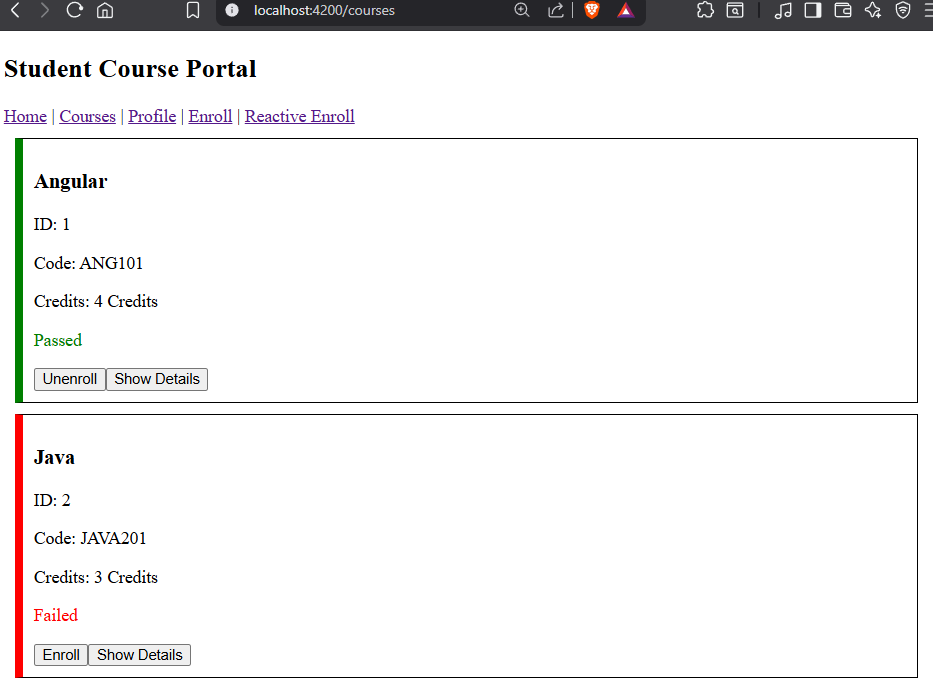 localhost:4200/courses
Student Course Portal
Home | Courses | Profile | Enroll | Reactive Enroll
Angular
ID: 1
Code: ANG101
Credits: 4 Credits
Passed
Unenroll Show Details
Java
ID: 2
Code: JAVA201
Credits: 3 Credits
Failed
Enroll Show Details